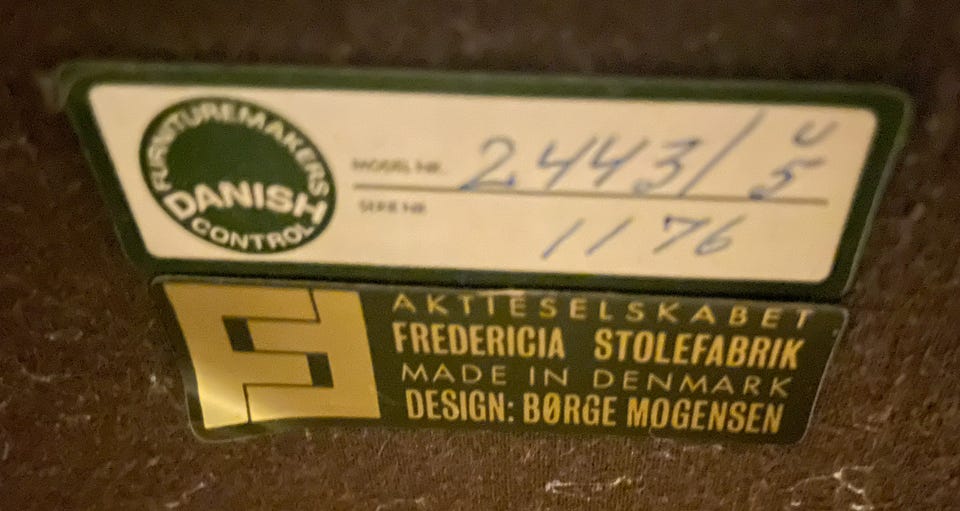 FURNITUREMAKERS
DANISH
CONTROL
MODEL NR. 2443/5 U
SERIE NR 1176
AKTIESELSKABET
FREDERICIA STOLEFABRIK
MADE IN DENMARK
DESIGN: BØRGE MOGENSEN